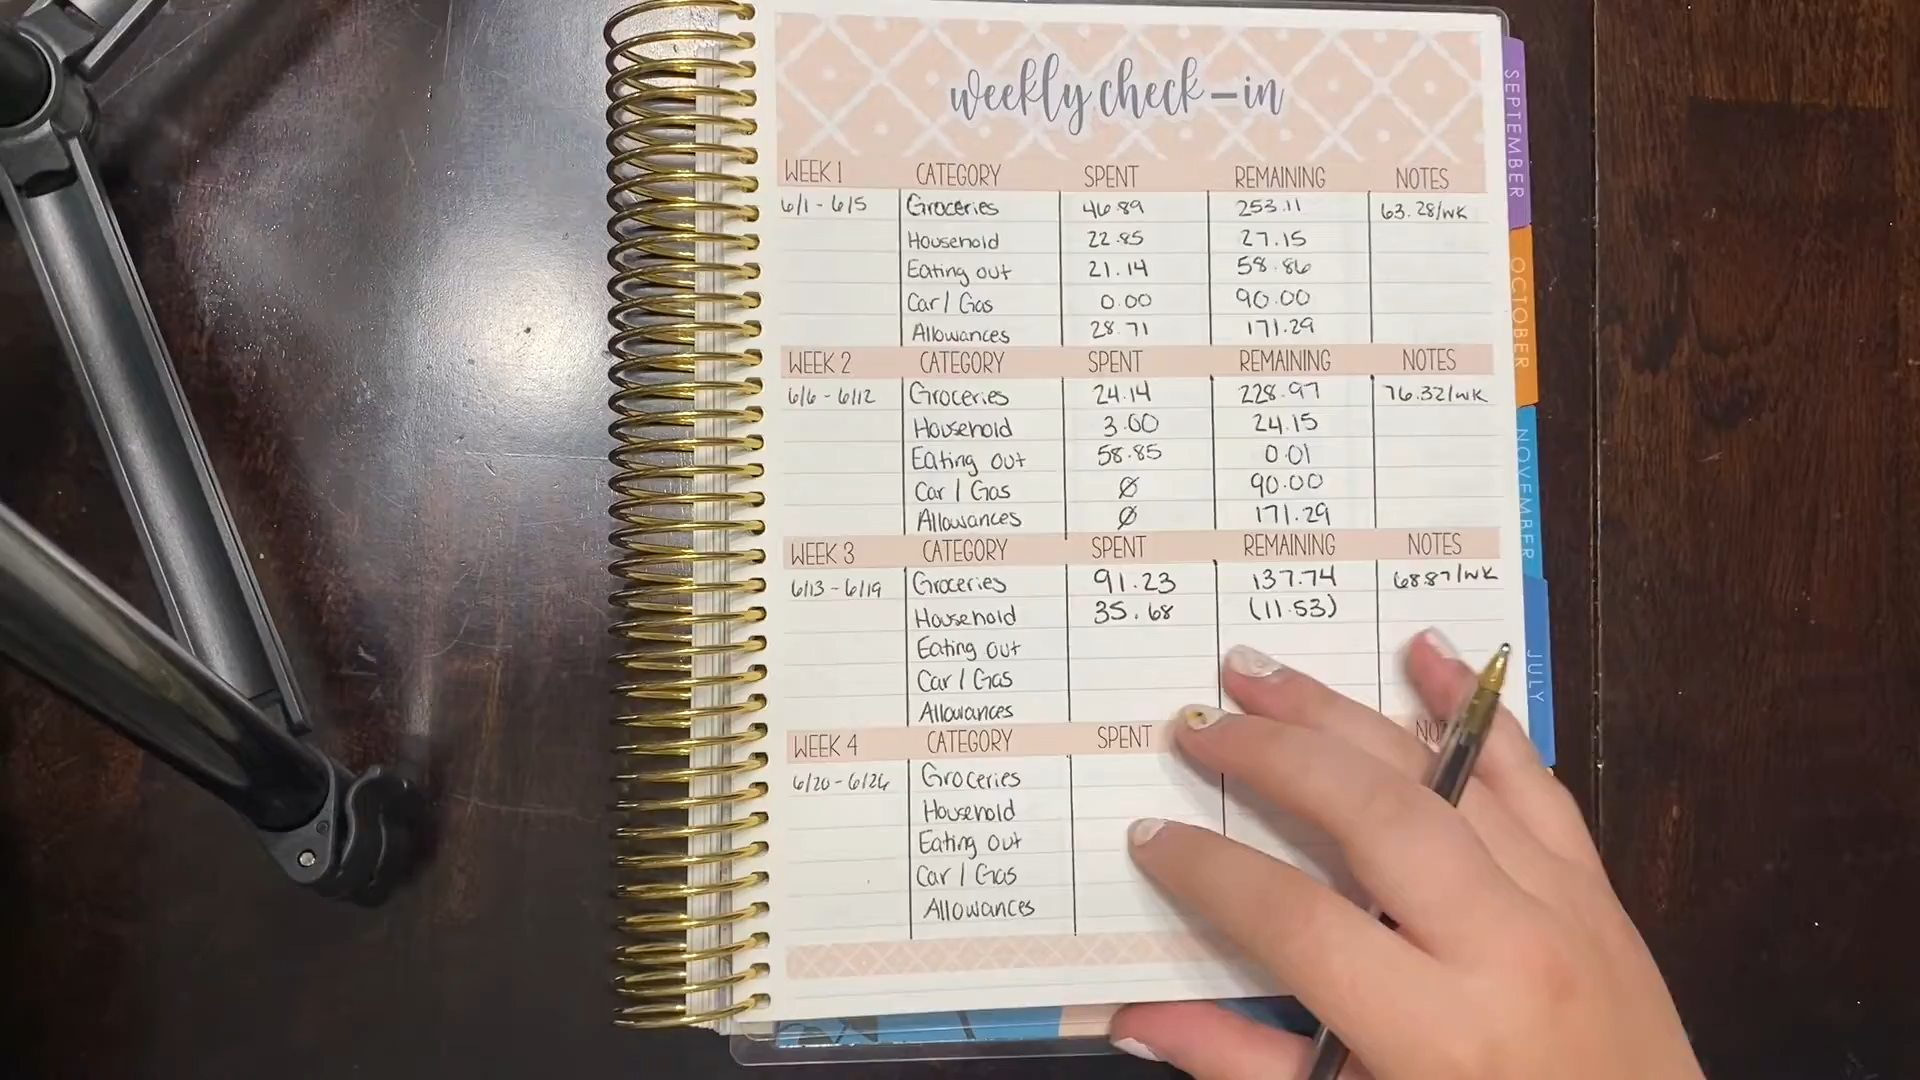 weekly check-in
WEEK 1 CATEGORY SPENT REMAINING NOTES
6/1 - 6/5 Groceries 46.89 253.11 63.28/WK
Household 22.85 27.15
Eating out 21.14 58.86
Car / Gas 0.00 90.00
Allowances 28.71 171.29
WEEK 2 CATEGORY SPENT REMAINING NOTES
6/6 - 6/12 Groceries 24.14 228.97 76.32/WK
Household 3.00 24.15
Eating out 58.85 0.01
Car / Gas Ø 90.00
Allowances Ø 171.29
WEEK 3 CATEGORY SPENT REMAINING NOTES
6/13 - 6/19 Groceries 91.23 137.74 68.87/WK
Household 35.68 (11.53)
Eating out
Car / Gas
Allowances
WEEK 4 CATEGORY SPENT
6/20 - 6/26 Groceries
Household
Eating out
Car / Gas
Allowances
SEPTEMBER
OCTOBER
NOVEMBER
JULY